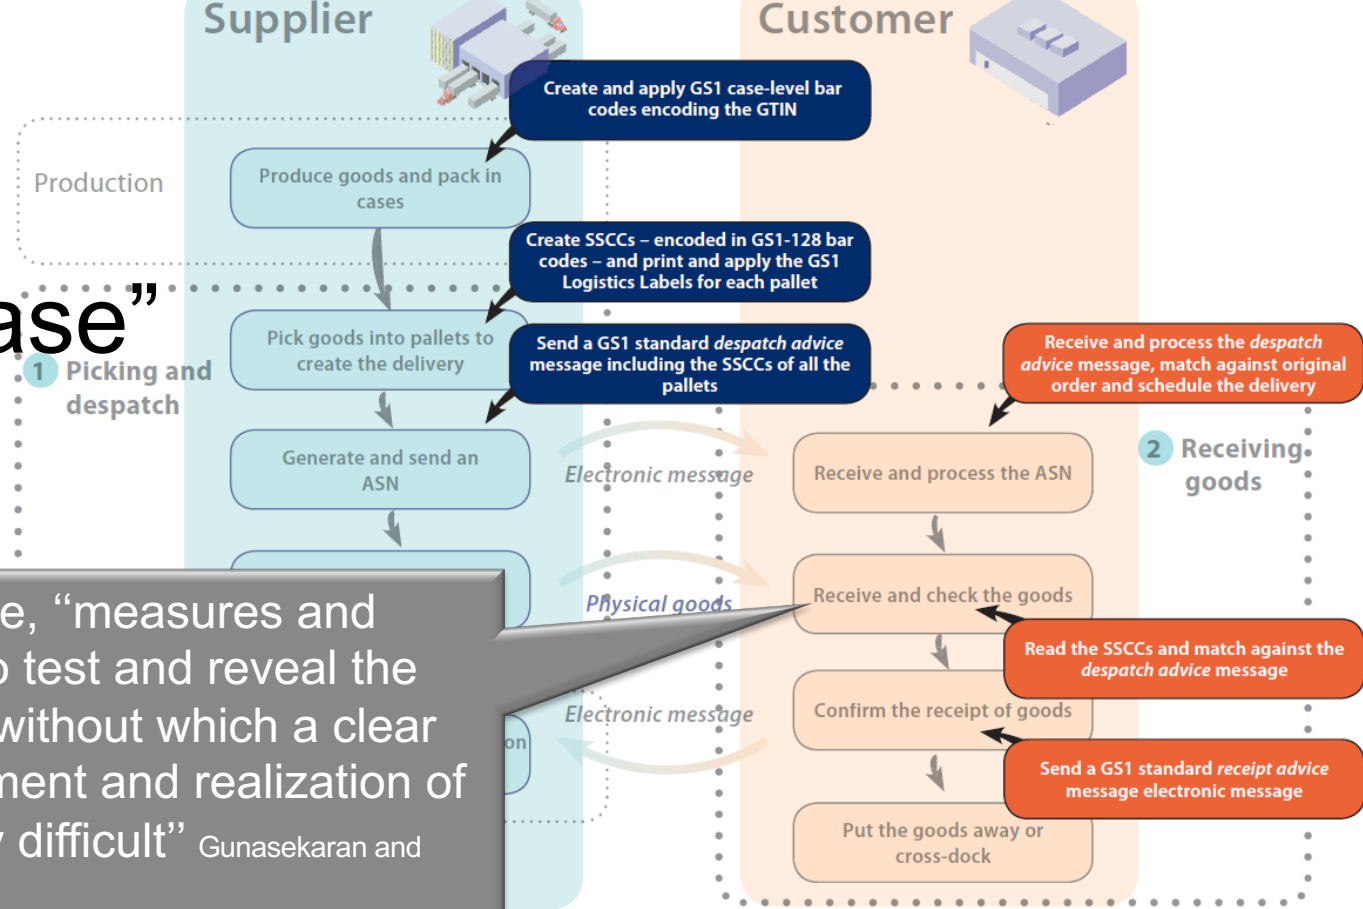 Supplier
Customer
Create and apply GS1 case-level bar
codes encoding the GTIN
Production
Produce goods and pack in
cases
Create SSCCs – encoded in GS1-128 bar
codes – and print and apply the GS1
Logistics Labels for each pallet
ase”
1 Picking and
despatch
Pick goods into pallets to
create the delivery
Send a GS1 standard despatch advice
message including the SSCCs of all the
pallets
Receive and process the despatch
advice message, match against original
order and schedule the delivery
Generate and send an
ASN
Electronic message
Receive and process the ASN
2 Receiving
goods
Physical goods
Receive and check the goods
e, ‘‘measures and
o test and reveal the
without which a clear
ment and realization of
y difficult’’ Gunasekaran and
Read the SSCCs and match against the
despatch advice message
Electronic message
on
Confirm the receipt of goods
Send a GS1 standard receipt advice
message electronic message
Put the goods away or
cross-dock